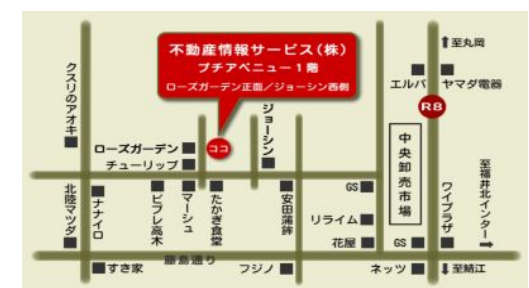 不動産情報サービス(株)
プチアベニュー1階
ローズガーデン正面/ジョーシン西側
ココ
クスリのアオキ
ローズガーデン
チューリップ
ジョーシン
エルパ
ヤマダ電器
至丸岡
R8
中央卸売市場
至福井北インター
北陸マツダ
ナナイロ
ビブレ高木
マーシュ
たかぎ食堂
安田蒲鉾
GS
リライム
花屋
GS
ワイプラザ
藤島通り
すき家
フジノ
ネッツ
至鯖江